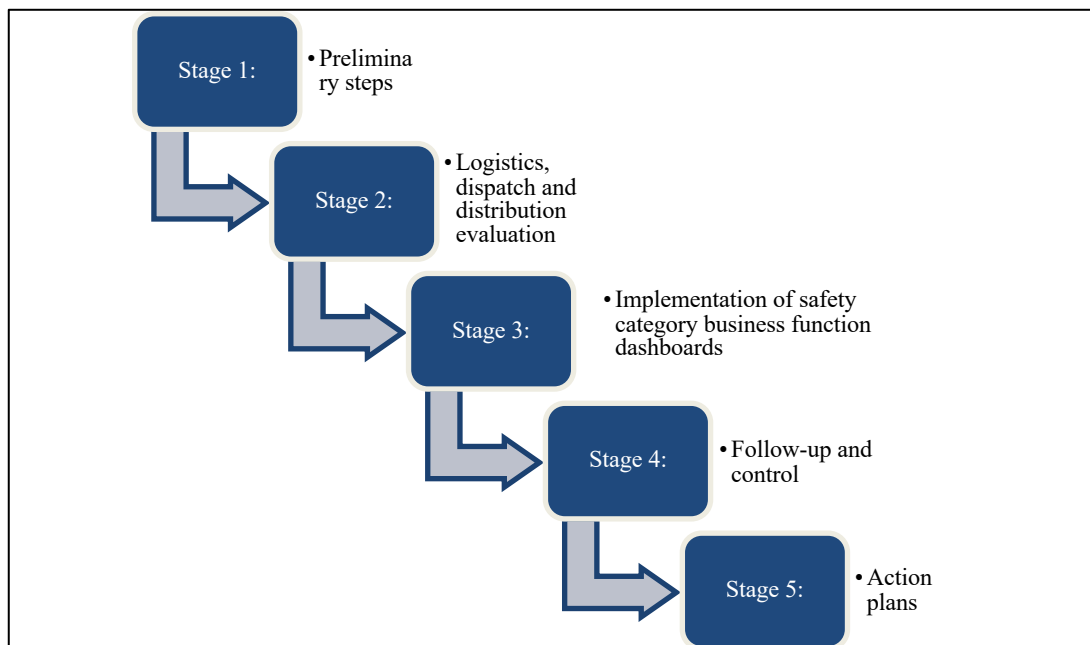 Stage 1:
• Prelimina
ry steps
Stage 2:
• Logistics,
dispatch and
distribution
evaluation
Stage 3:
• Implementation of safety
category business function
dashboards
Stage 4:
• Follow-up and
control
Stage 5:
• Action
plans